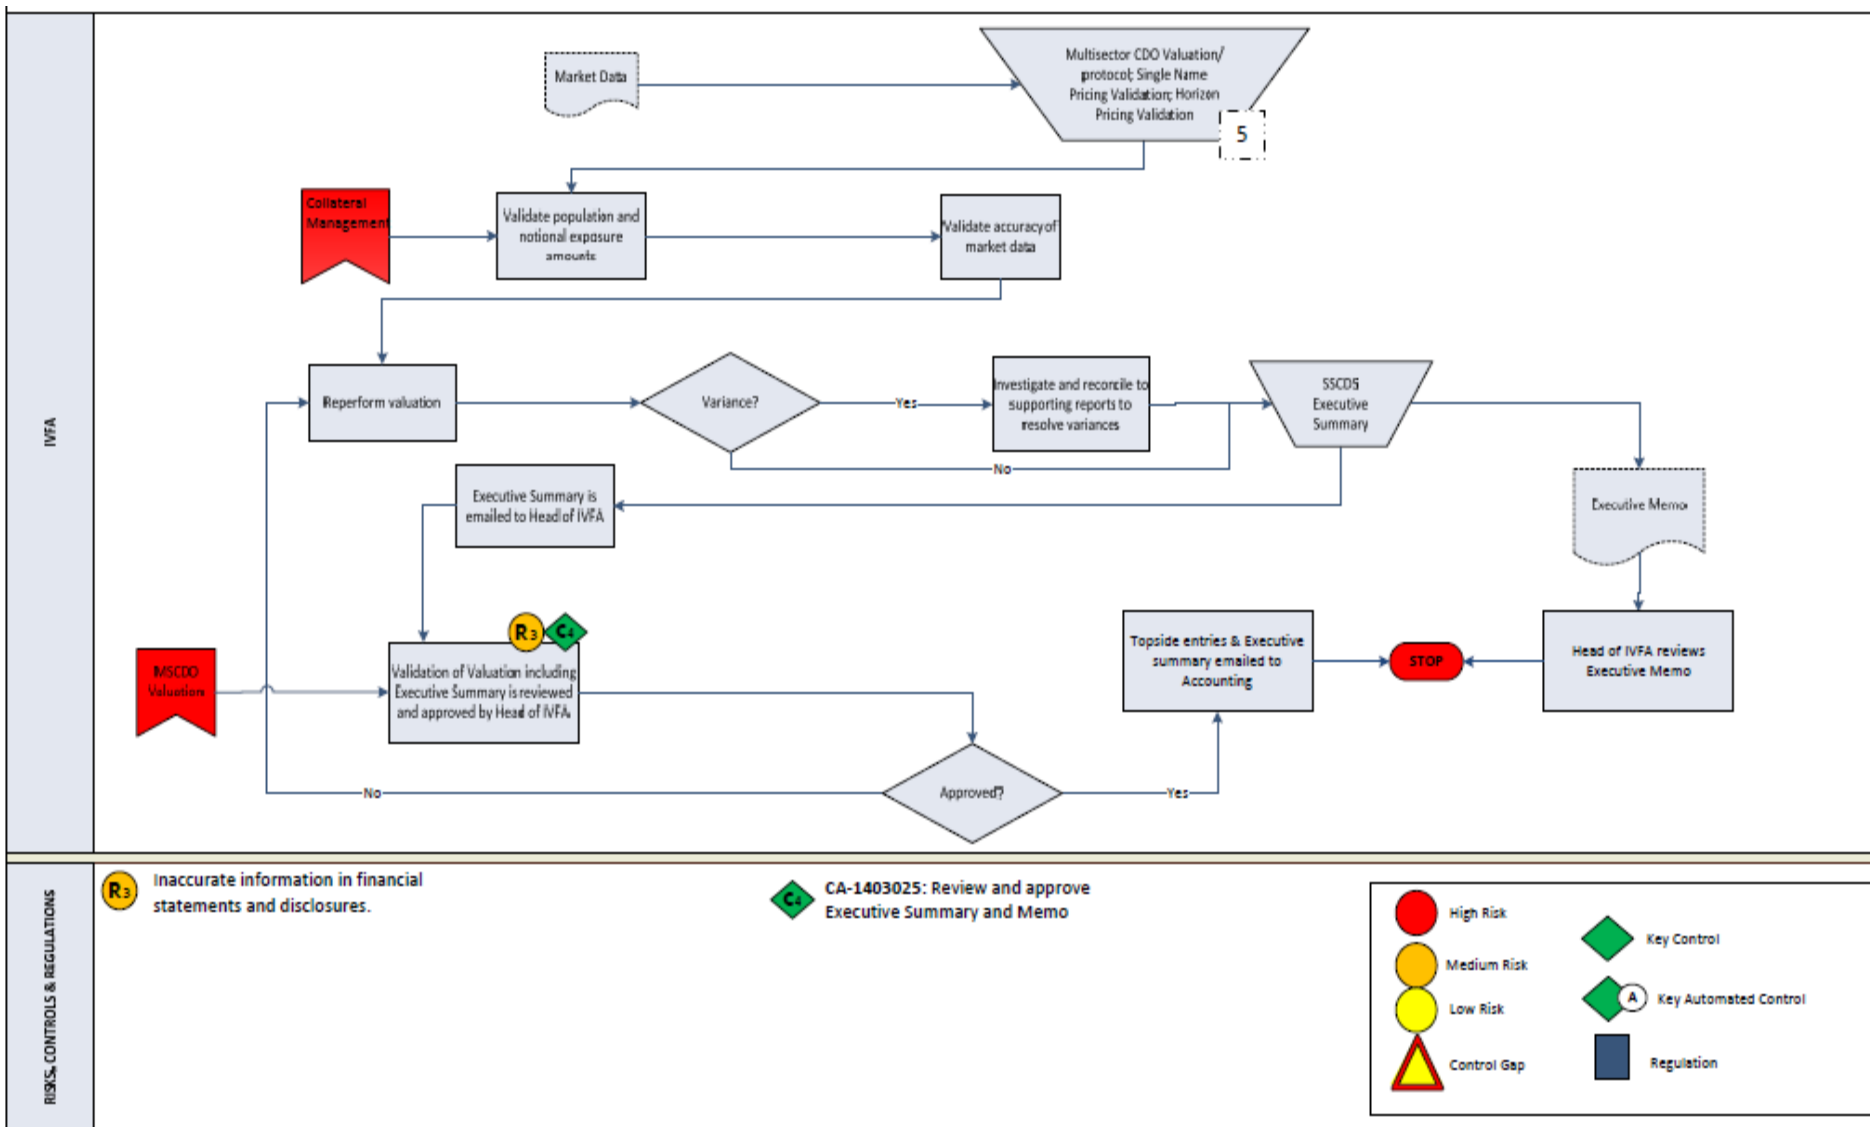 IVFA
Market Data
Multisector CDO Valuation/
protocol; Single Name
Pricing Validation; Horizon
Pricing Validation
5
Collateral
Management
Validate population and
notional exposure
amounts
Validate accuracy of
market data
Reperform valuation
Variance?
Yes
No
Investigate and reconcile to
supporting reports to
resolve variances
SSCDS
Executive
Summary
Executive Memo
Executive Summary is
emailed to Head of IVFA
R3
C4
MSCDO
Valuation
Validation of Valuation including
Executive Summary is reviewed
and approved by Head of IVFA.
Topside entries & Executive
summary emailed to
Accounting
STOP
Head of IVFA reviews
Executive Memo
No
Approved?
Yes
RISKS, CONTROLS & REGULATIONS
R3
Inaccurate information in financial
statements and disclosures.
C4
CA-1403025: Review and approve
Executive Summary and Memo
High Risk
Medium Risk
Low Risk
Control Gap
Key Control
A
Key Automated Control
Regulation